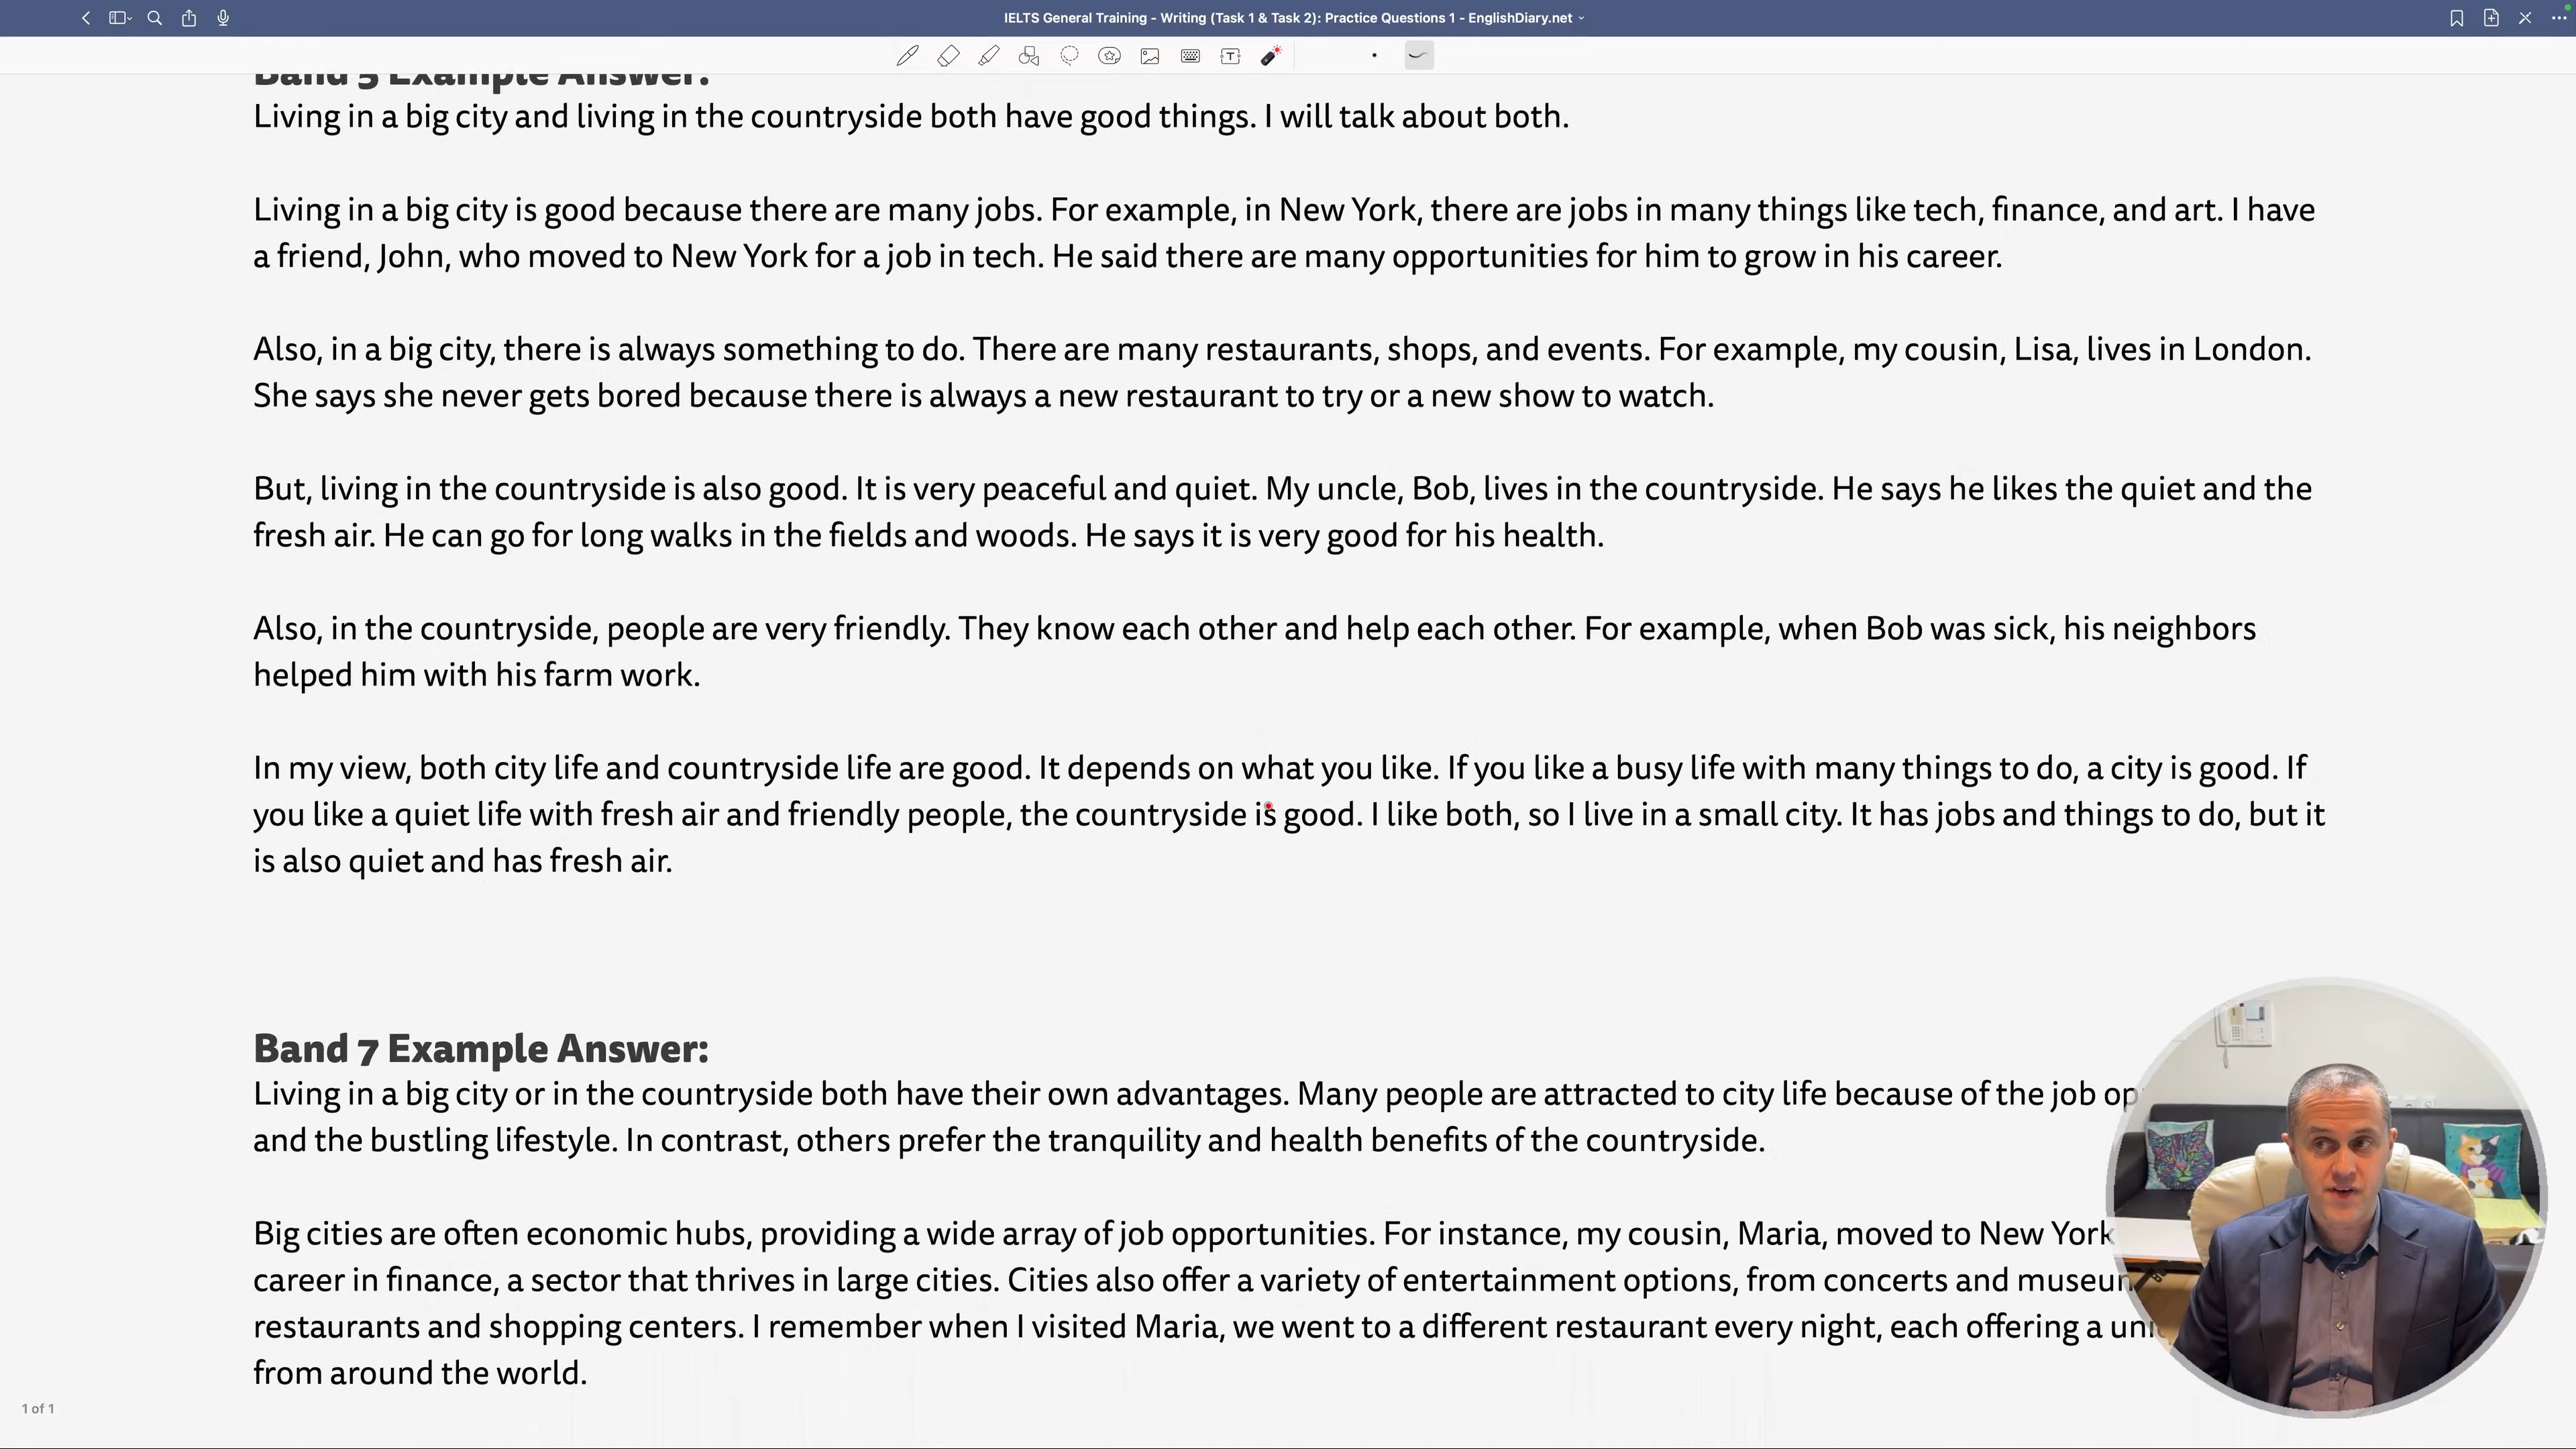 IELTS General Training - Writing (Task 1 & Task 2): Practice Questions 1 - EnglishDiary.net
Band 5 Example Answer:
Living in a big city and living in the countryside both have good things. I will talk about both.
Living in a big city is good because there are many jobs. For example, in New York, there are jobs in many things like tech, finance, and art. I have
a friend, John, who moved to New York for a job in tech. He said there are many opportunities for him to grow in his career.
Also, in a big city, there is always something to do. There are many restaurants, shops, and events. For example, my cousin, Lisa, lives in London.
She says she never gets bored because there is always a new restaurant to try or a new show to watch.
But, living in the countryside is also good. It is very peaceful and quiet. My uncle, Bob, lives in the countryside. He says he likes the quiet and the
fresh air. He can go for long walks in the fields and woods. He says it is very good for his health.
Also, in the countryside, people are very friendly. They know each other and help each other. For example, when Bob was sick, his neighbors
helped him with his farm work.
In my view, both city life and countryside life are good. It depends on what you like. If you like a busy life with many things to do, a city is good. If
you like a quiet life with fresh air and friendly people, the countryside is good. I like both, so I live in a small city. It has jobs and things to do, but it
is also quiet and has fresh air.
Band 7 Example Answer:
Living in a big city or in the countryside both have their own advantages. Many people are attracted to city life because of the job
and the bustling lifestyle. In contrast, others prefer the tranquility and health benefits of the countryside.
Big cities are often economic hubs, providing a wide array of job opportunities. For instance, my cousin, Maria, moved to New York
career in finance, a sector that thrives in large cities. Cities also offer a variety of entertainment options, from concerts and
restaurants and shopping centers. I remember when I visited Maria, we went to a different restaurant every night, each offering a
from around the world.
1 of 1